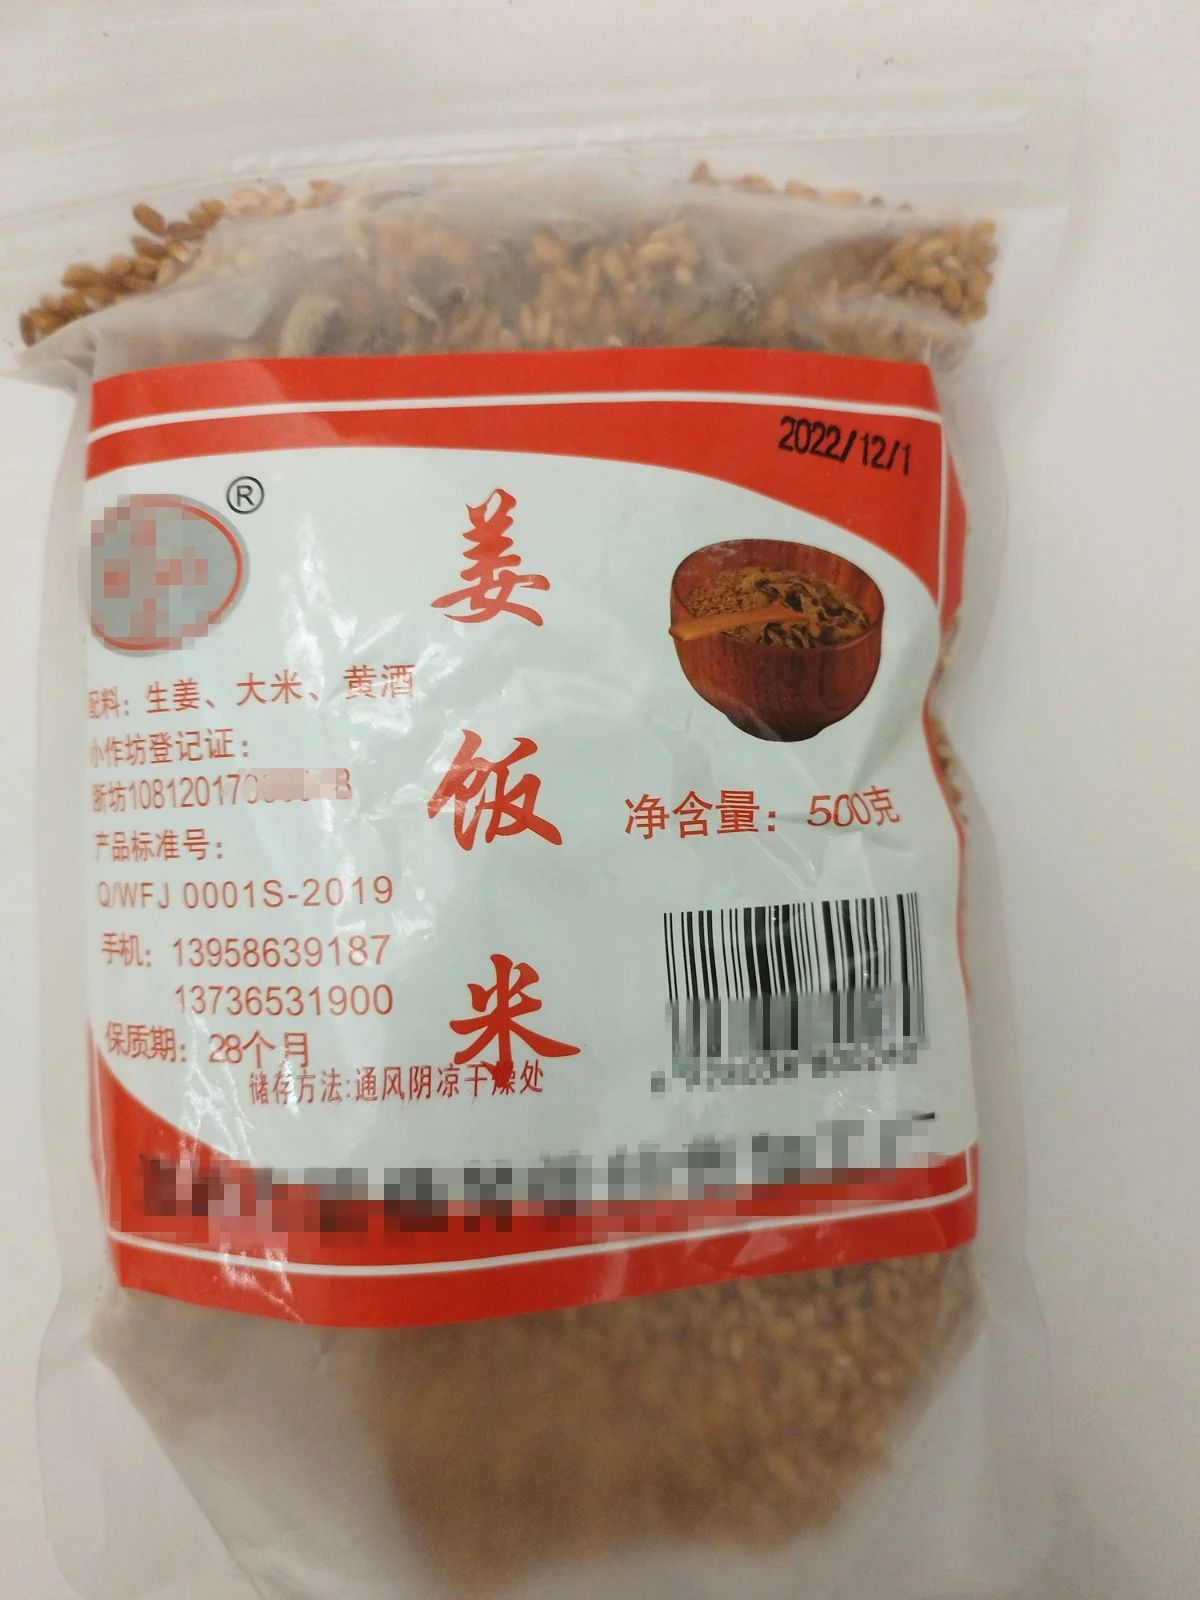 2022/12/1
®
姜饭米
配料：生姜、大米、黄酒
小作坊登记证：
浙坊10812017
产品标准号：
Q/WFJ 0001S-2019
手机：13958639187
13736531900
保质期：28个月
储存方法:通风阴凉干燥处
净含量：500克